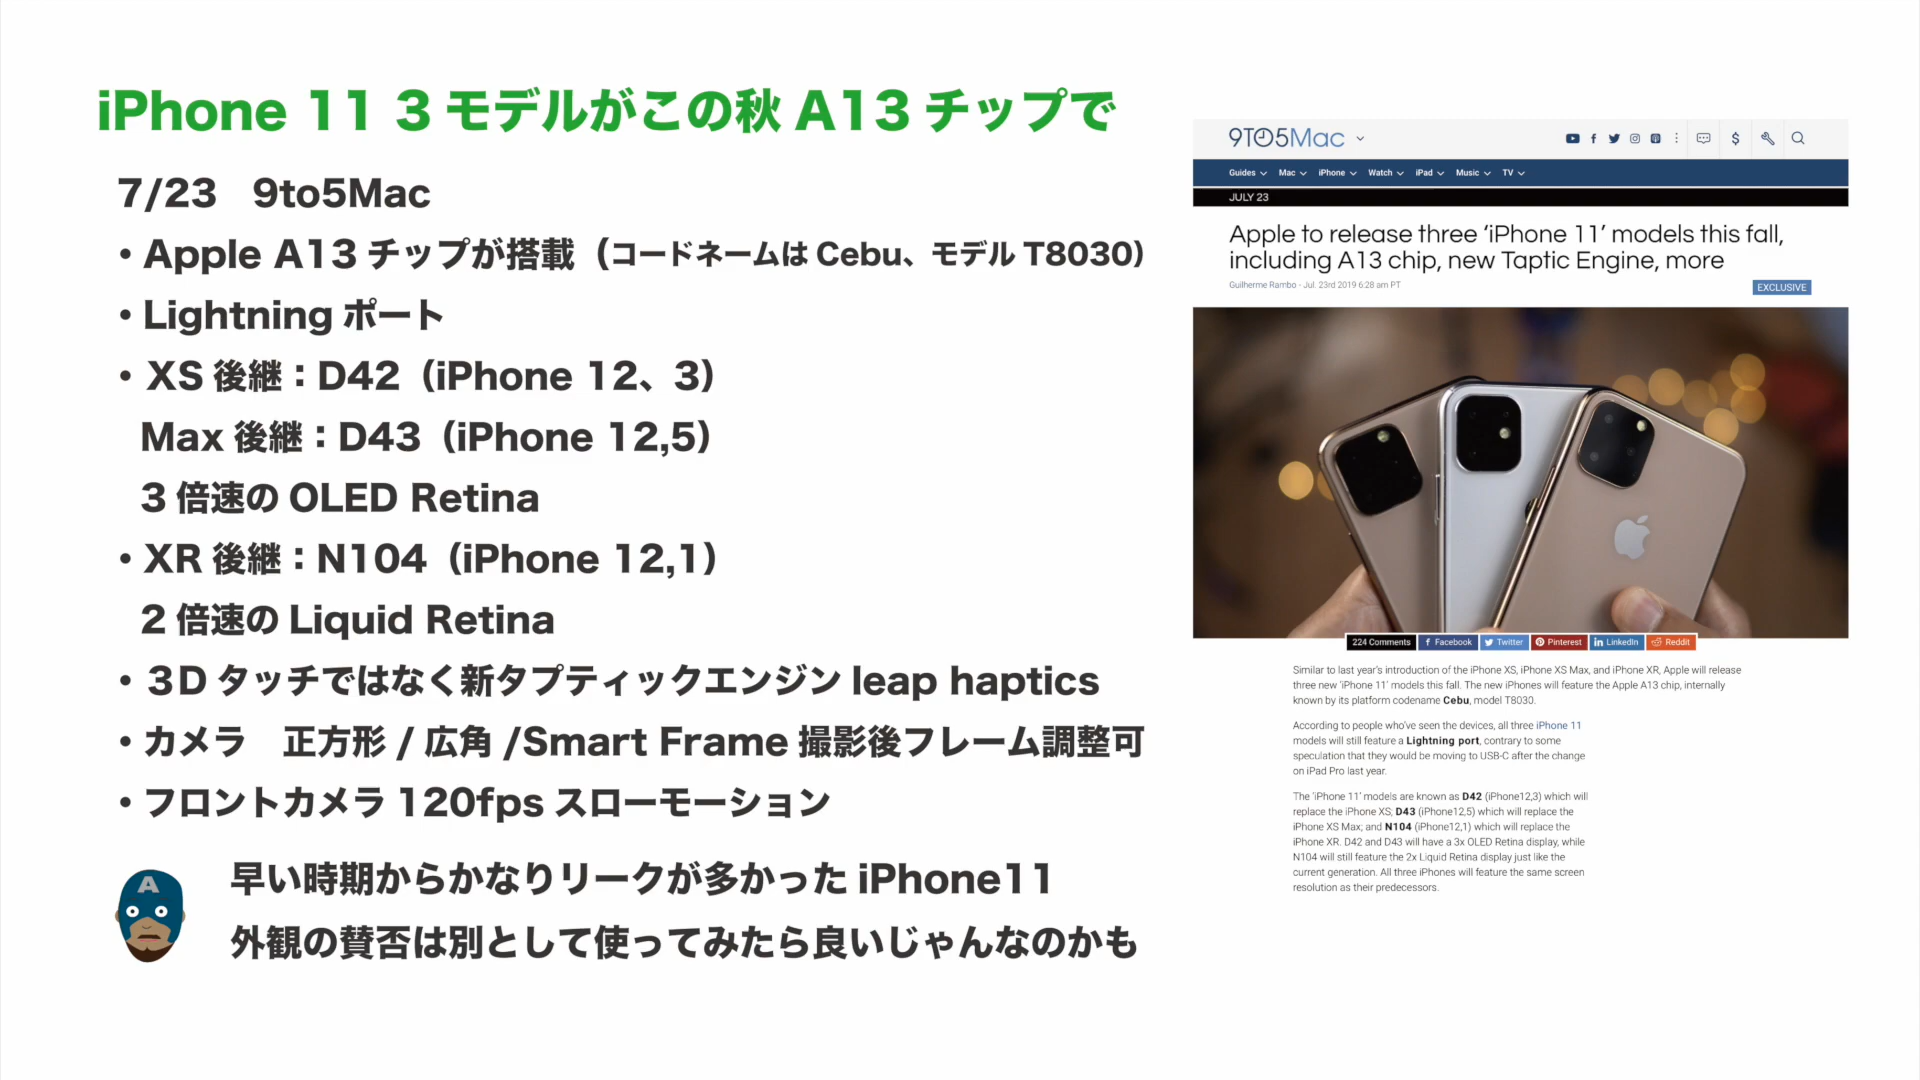 iPhone 11 3モデルがこの秋A13チップで
7/23 9to5Mac
・Apple A13チップが搭載（コードネームはCebu、モデルT8030）
・Lightningポート
・XS後継：D42（iPhone 12、3）
Max後継：D43（iPhone 12,5）
3倍速のOLED Retina
・XR後継：N104（iPhone 12,1）
2倍速のLiquid Retina
・３Dタッチではなく新タプティックエンジンleap haptics
・カメラ　正方形/広角/Smart Frame撮影後フレーム調整可
・フロントカメラ120fpsスローモーション
A
早い時期からかなりリークが多かったiPhone11
外観の賛否は別として使ってみたら良いじゃんなのかも
9TO5Mac
$
Guides Mac iPhone Watch iPad Music TV
JULY 23
Apple to release three ‘iPhone 11’ models this fall,
including A13 chip, new Taptic Engine, more
Guilherme Rambo - Jul. 23rd 2019 6:28 am PT
EXCLUSIVE
224 Comments Facebook Twitter Pinterest LinkedIn Reddit
Similar to last year’s introduction of the iPhone XS, iPhone XS Max, and iPhone XR, Apple will release
three new ‘iPhone 11’ models this fall. The new iPhones will feature the Apple A13 chip, internally
known by its platform codename Cebu, model T8030.
According to people who’ve seen the devices, all three iPhone 11
models will still feature a Lightning port, contrary to some
speculation that they would be moving to USB-C after the change
on iPad Pro last year.
The ‘iPhone 11’ models are known as D42 (iPhone12,3) which will
replace the iPhone XS, D43 (iPhone12,5) which will replace the
iPhone XS Max; and N104 (iPhone12,1) which will replace the
iPhone XR. D42 and D43 will have a 3x OLED Retina display, while
N104 will still feature the 2x Liquid Retina display just like the
current generation. All three iPhones will feature the same screen
resolution as their predecessors.